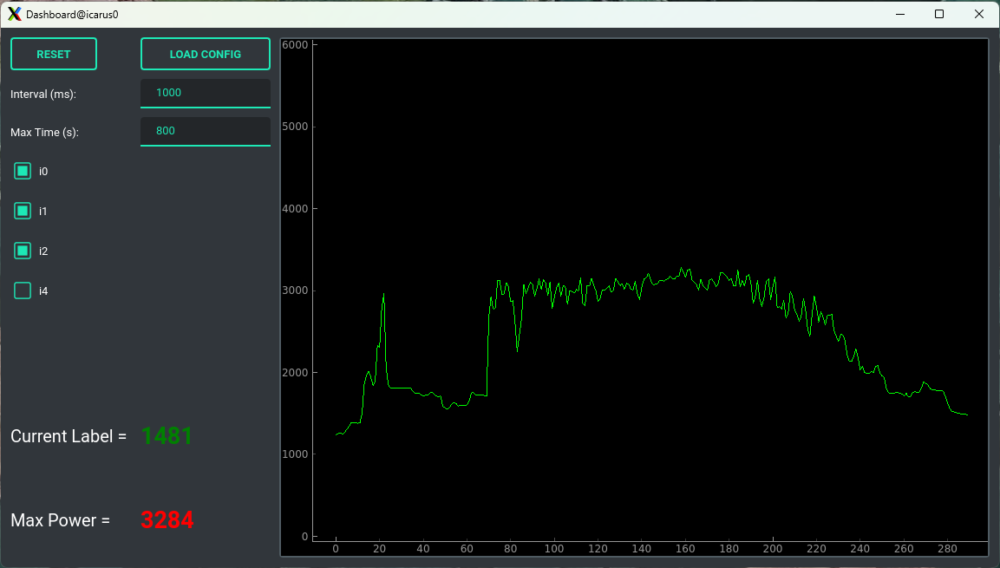 Dashboard@icarus0
RESET
LOAD CONFIG
Interval (ms):
1000
Max Time (s):
800
i0
i1
i2
i4
Current Label =
1481
Max Power =
3284
6000
5000
4000
3000
2000
1000
0
0 20 40 60 80 100 120 140 160 180 200 220 240 260 280